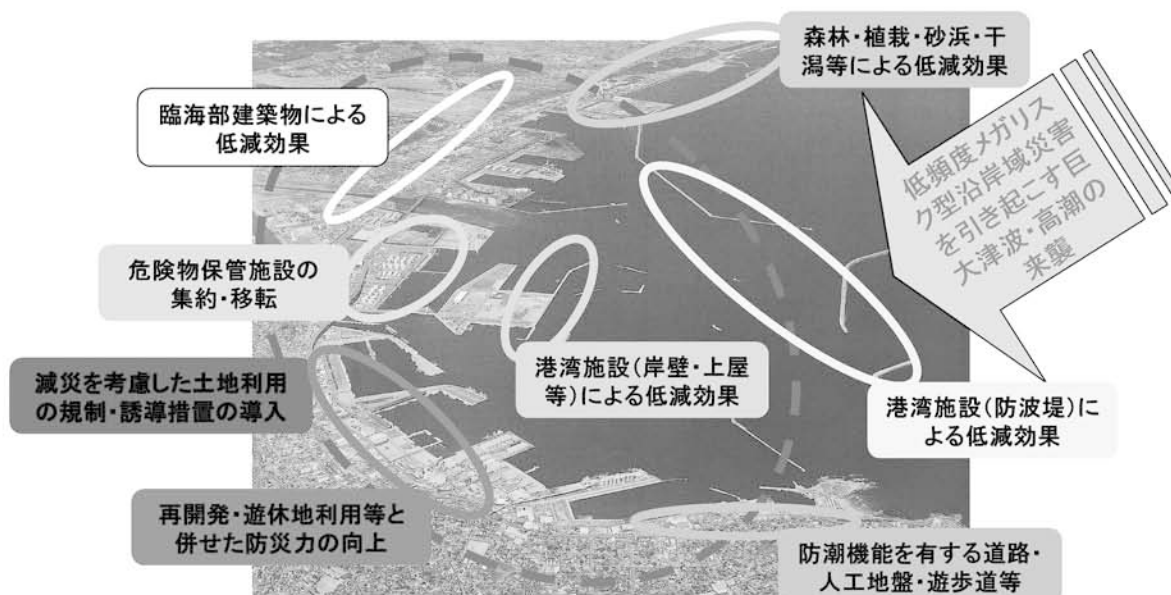 森林・植栽・砂浜・干
潟等による低減効果
臨海部建築物による
低減効果
低頻度メガリス
ク型沿岸域災害
を引き起こす巨
大津波・高潮の
来襲
危険物保管施設の
集約・移転
減災を考慮した土地利用
の規制・誘導措置の導入
港湾施設(岸壁・上屋
等)による低減効果
港湾施設(防波堤)に
よる低減効果
再開発・遊休地利用等と
併せた防災力の向上
防潮機能を有する道路・
人工地盤・遊歩道等